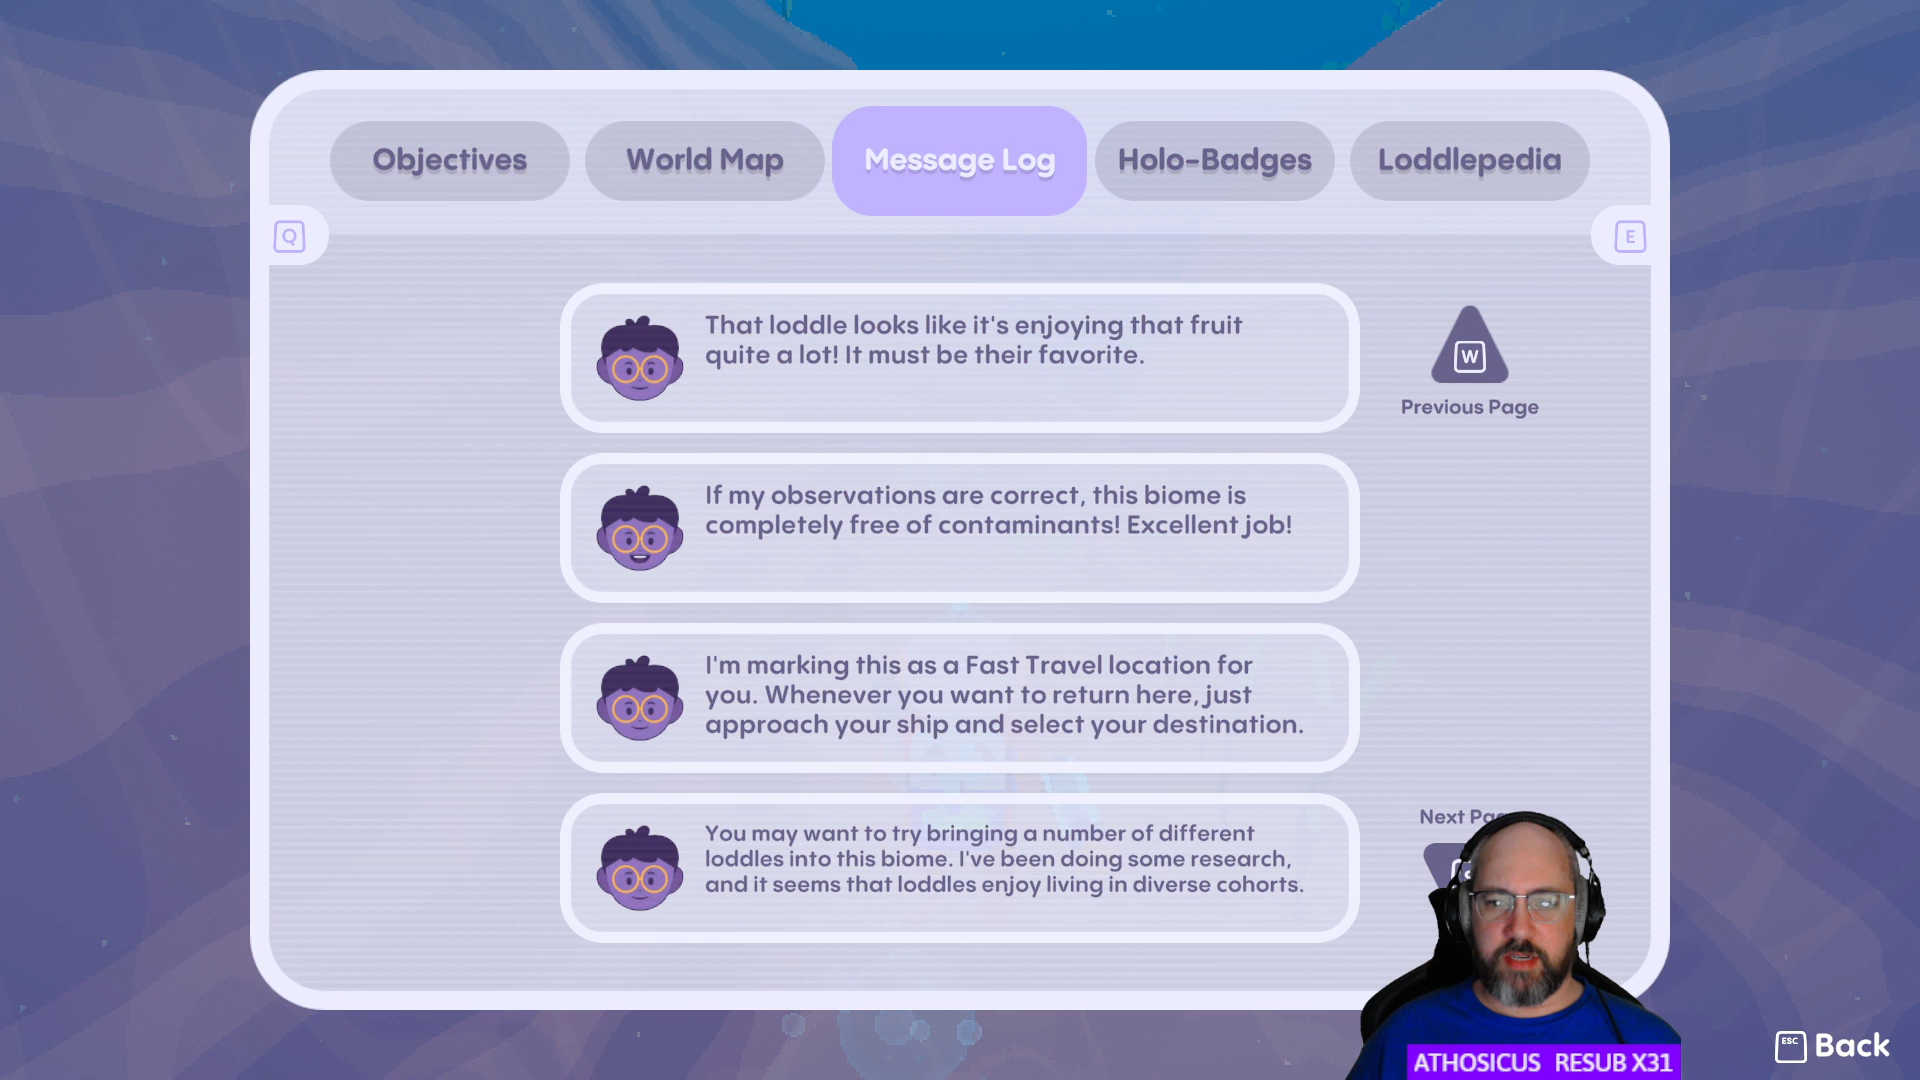 Objectives
World Map
Message Log
Holo-Badges
Loddlepedia
Q
E
That loddle looks like it's enjoying that fruit
quite a lot! It must be their favorite.
W
Previous Page
If my observations are correct, this biome is
completely free of contaminants! Excellent job!
I'm marking this as a Fast Travel location for
you. Whenever you want to return here, just
approach your ship and select your destination.
Next
You may want to try bringing a number of different
loddles into this biome. I've been doing some research,
and it seems that loddles enjoy living in diverse cohorts.
ESC Back
ATHOSICUS RESUB X31